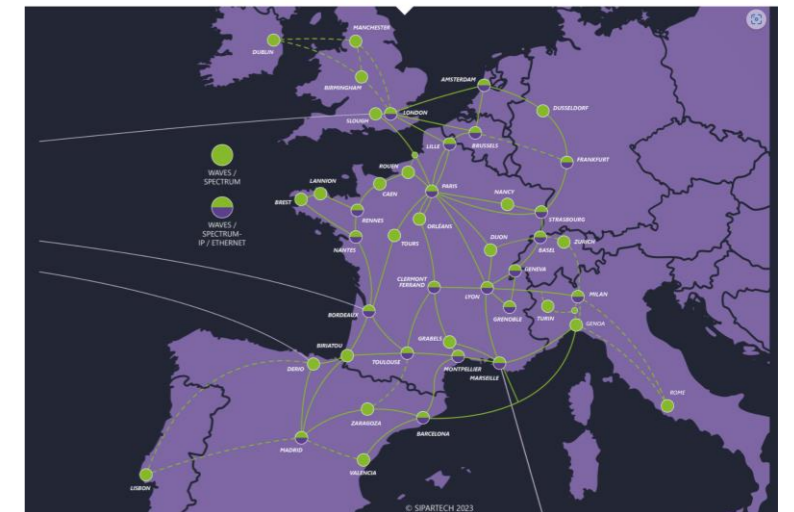 MANCHESTER
DUBLIN
BIRMINGHAM
AMSTERDAM
DUSSELDORF
SLOUGH
LONDON
BRUSSELS
LILLE
FRANKFURT
WAVES /
SPECTRUM
ROUEN
PARIS
LANNION
CAEN
NANCY
BREST
WAVES /
SPECTRUM-
IP / ETHERNET
RENNES
STRASBOURG
ORLÉANS
TOURS
DIJON
ZURICH
NANTES
BASEL
GENEVA
CLERMONT
FERRAND
LYON
MILAN
BORDEAUX
GRENOBLE
TURIN
GENOA
BIRIATOU
GRABELS
DERIO
TOULOUSE
MONTPELLIER
MARSEILLE
ROME
ZARAGOZA
BARCELONA
MADRID
VALENCIA
LISBON
© SIPARTECH 2023